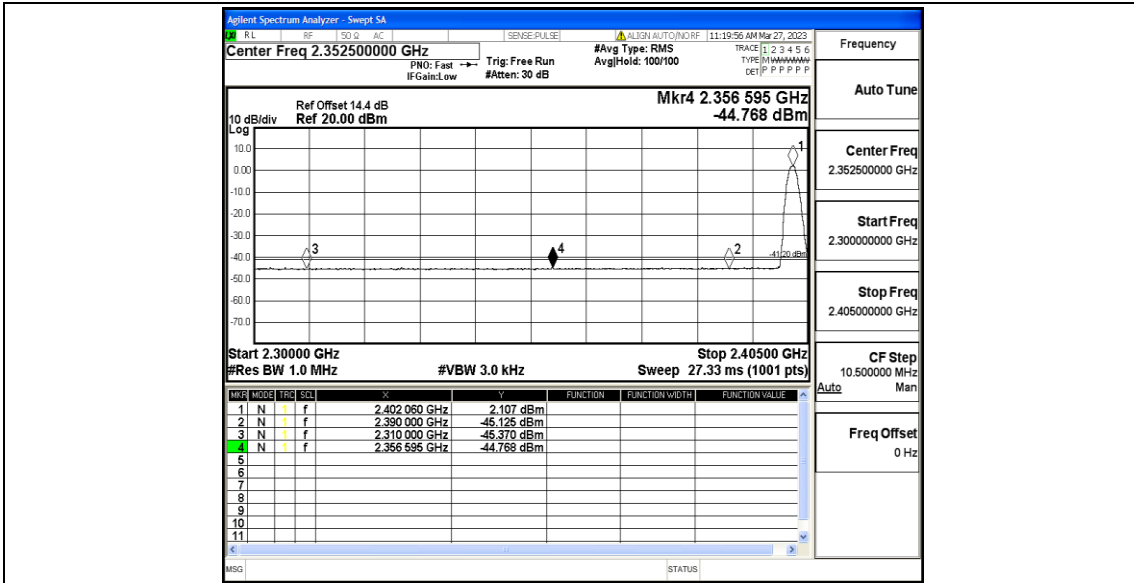 Agilent Spectrum Analyzer - Swept SA
LXI RL RF 50 Ω AC SENSE:PULSE ALIGN AUTO/NO RF 11:19:56 AM Mar 27, 2023
Center Freq 2.352500000 GHz
PNO: Fast
IFGain:Low
Trig: Free Run
#Atten: 30 dB
#Avg Type: RMS
Avg|Hold: 100/100
TRACE 1 2 3 4 5 6
TYPE M WWWWW
DET P P P P P P
Frequency
Auto Tune
Mkr4 2.356 595 GHz
-44.768 dBm
Ref Offset 14.4 dB
10 dB/div Ref 20.00 dBm
Log
10.0
0.00
-10.0
-20.0
-30.0
-40.0
-50.0
-60.0
-70.0
1
3
4
2
-41.20 dBm
Center Freq
2.352500000 GHz
Start Freq
2.300000000 GHz
Stop Freq
2.405000000 GHz
Start 2.30000 GHz Stop 2.40500 GHz
#Res BW 1.0 MHz #VBW 3.0 kHz Sweep 27.33 ms (1001 pts)
CF Step
10.500000 MHz
Auto Man
Freq Offset
0 Hz
MKR MODE TRC SCL X Y FUNCTION FUNCTION WIDTH FUNCTION VALUE
1 N 1 f 2.402 060 GHz 2.107 dBm
2 N 1 f 2.390 000 GHz -45.125 dBm
3 N 1 f 2.310 000 GHz -45.370 dBm
4 N 1 f 2.356 595 GHz -44.768 dBm
5
6
7
8
9
10
11
MSG STATUS